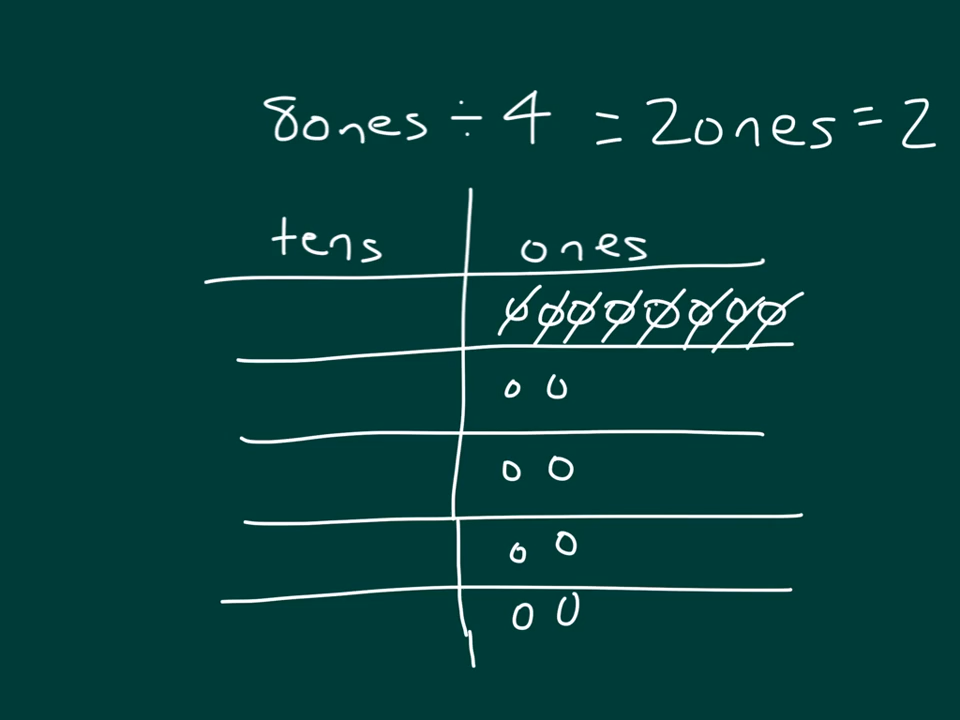 8ones ÷ 4 = 2ones = 2
tens ones